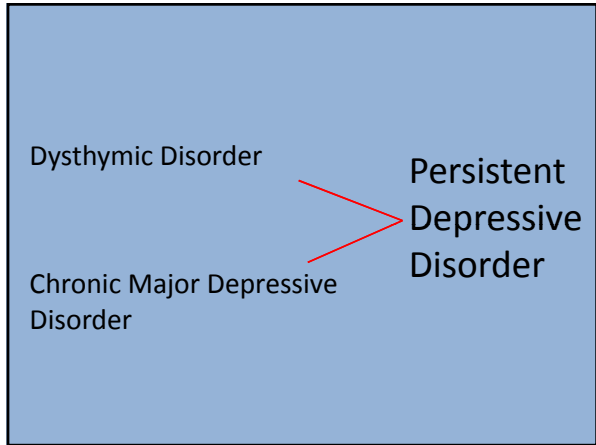 Dysthymic Disorder
Chronic Major Depressive
Disorder
Persistent
Depressive
Disorder